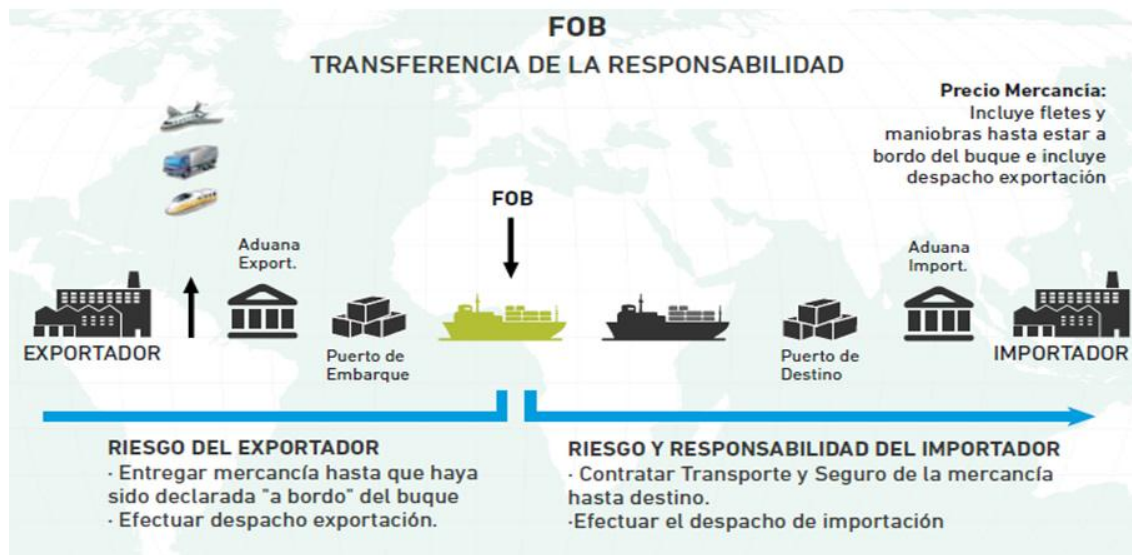 FOB
TRANSFERENCIA DE LA RESPONSABILIDAD
Precio Mercancía:
Incluye fletes y
maniobras hasta estar a
bordo del buque e incluye
despacho exportación
FOB
Aduana
Export.
Aduana
Import.
EXPORTADOR
Puerto de
Embarque
Puerto de
Destino
IMPORTADOR
RIESGO DEL EXPORTADOR
· Entregar mercancía hasta que haya
sido declarada "a bordo" del buque
· Efectuar despacho exportación.
RIESGO Y RESPONSABILIDAD DEL IMPORTADOR
· Contratar Transporte y Seguro de la mercancía
hasta destino.
·Efectuar el despacho de importación